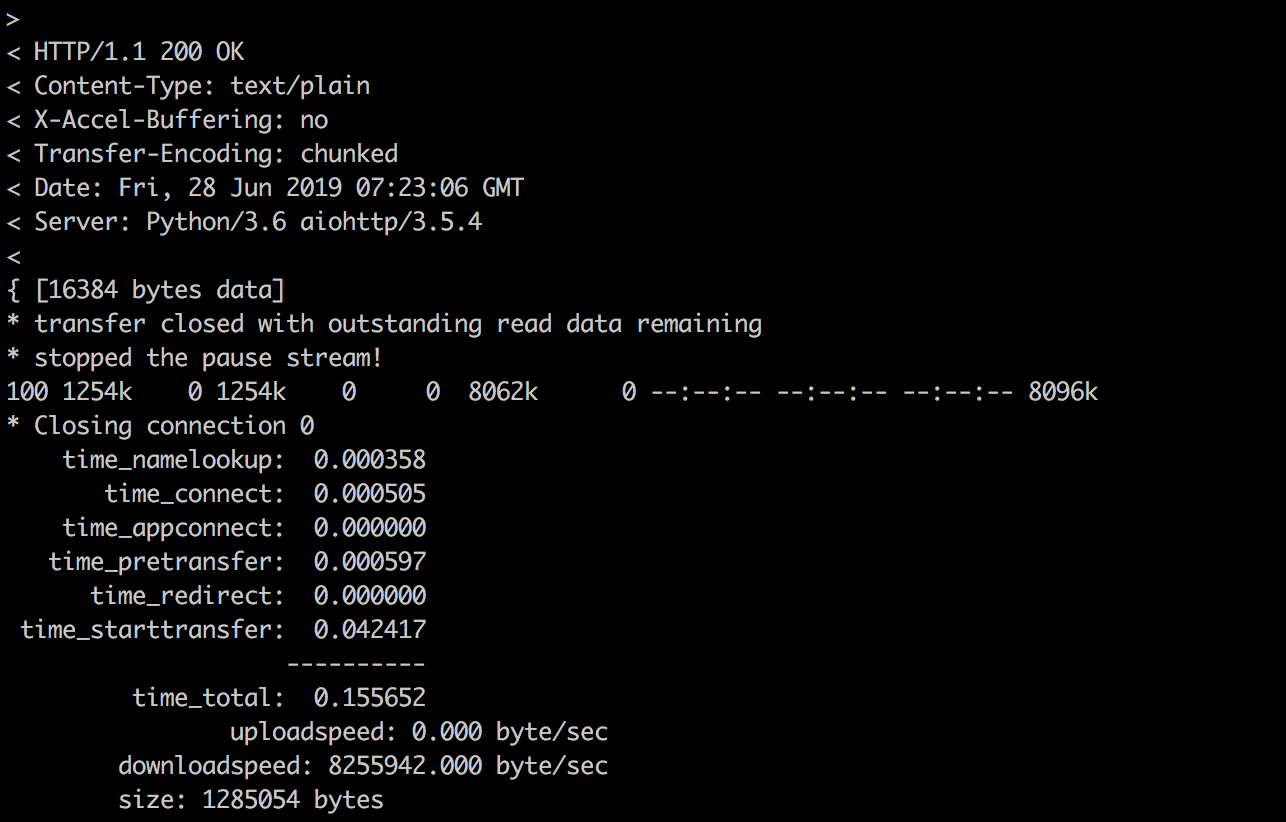 >
< HTTP/1.1 200 OK
< Content-Type: text/plain
< X-Accel-Buffering: no
< Transfer-Encoding: chunked
< Date: Fri, 28 Jun 2019 07:23:06 GMT
< Server: Python/3.6 aiohttp/3.5.4
<
{ [16384 bytes data]
* transfer closed with outstanding read data remaining
* stopped the pause stream!
100 1254k    0 1254k    0     0  8062k      0 --:--:-- --:--:-- --:--:-- 8096k
* Closing connection 0
    time_namelookup:  0.000358
       time_connect:  0.000505
    time_appconnect:  0.000000
   time_pretransfer:  0.000597
      time_redirect:  0.000000
 time_starttransfer:  0.042417
                    ----------
         time_total:  0.155652
                uploadspeed: 0.000 byte/sec
        downloadspeed: 8255942.000 byte/sec
        size: 1285054 bytes